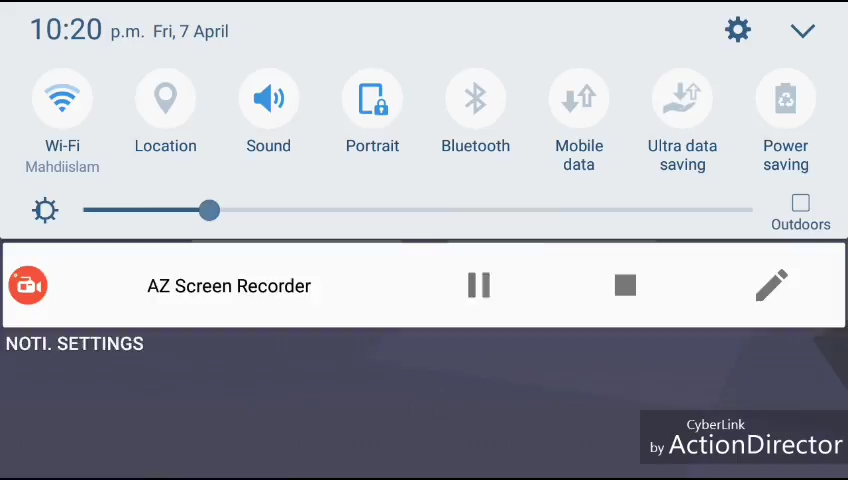 10:20 p.m. Fri, 7 April
Wi-Fi
Mahdiislam
Location
Sound
Portrait
Bluetooth
Mobile
data
Ultra data
saving
Power
saving
Outdoors
AZ Screen Recorder
NOTI. SETTINGS
CyberLink
by ActionDirector